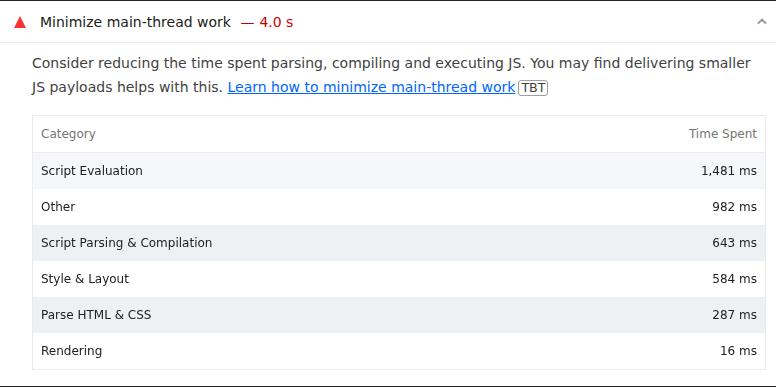 Minimize main-thread work — 4.0 s
Consider reducing the time spent parsing, compiling and executing JS. You may find delivering smaller
JS payloads helps with this. Learn how to minimize main-thread work TBT
Category Time Spent
Script Evaluation 1,481 ms
Other 982 ms
Script Parsing & Compilation 643 ms
Style & Layout 584 ms
Parse HTML & CSS 287 ms
Rendering 16 ms